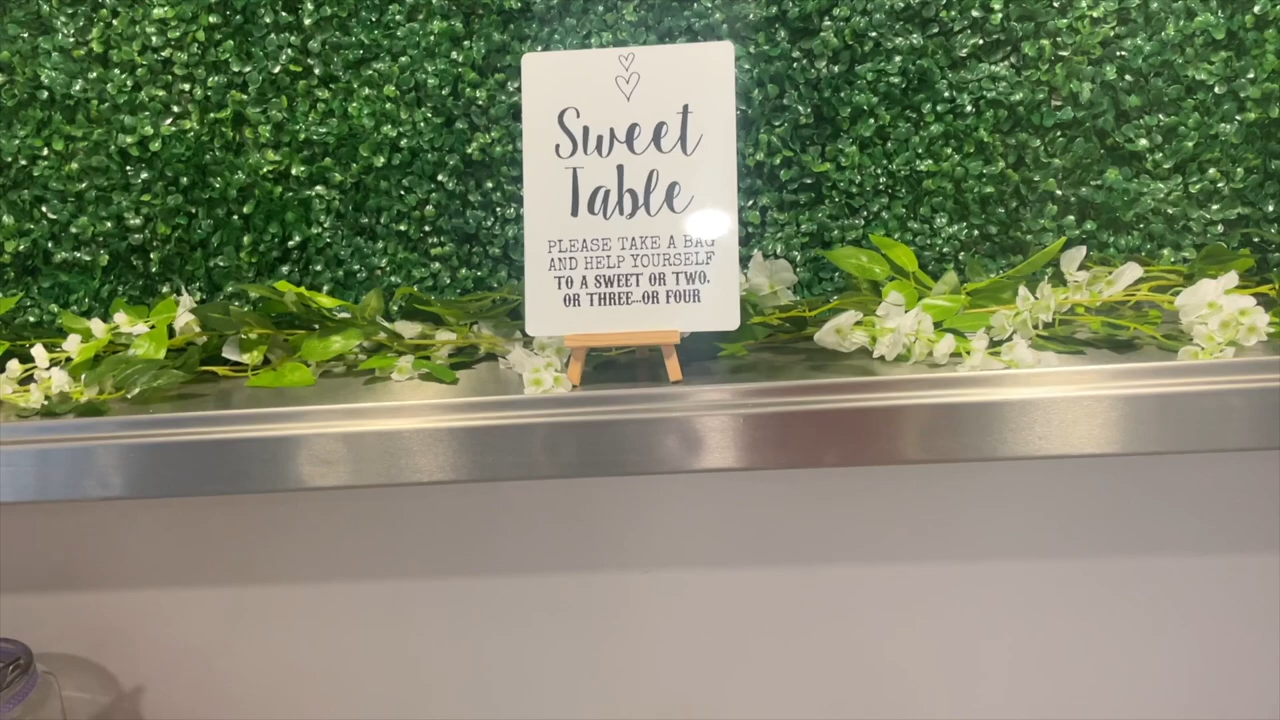 Sweet
Table
PLEASE TAKE A BAG
AND HELP YOURSELF
TO A SWEET OR TWO.
OR THREE...OR FOUR